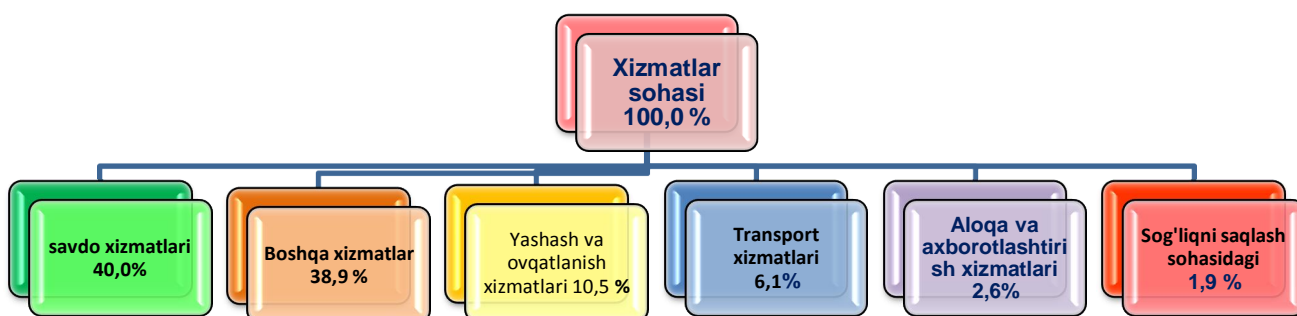 Xizmatlar
sohasi
100,0 %
savdo xizmatlari
40,0%
Boshqa xizmatlar
38,9 %
Yashash va
ovqatlanish
xizmatlari 10,5 %
Transport
xizmatlari
6,1%
Aloqa va
axborotlashtiri
sh xizmatlari
2,6%
Sog'liqni saqlash
sohasidagi
1,9 %